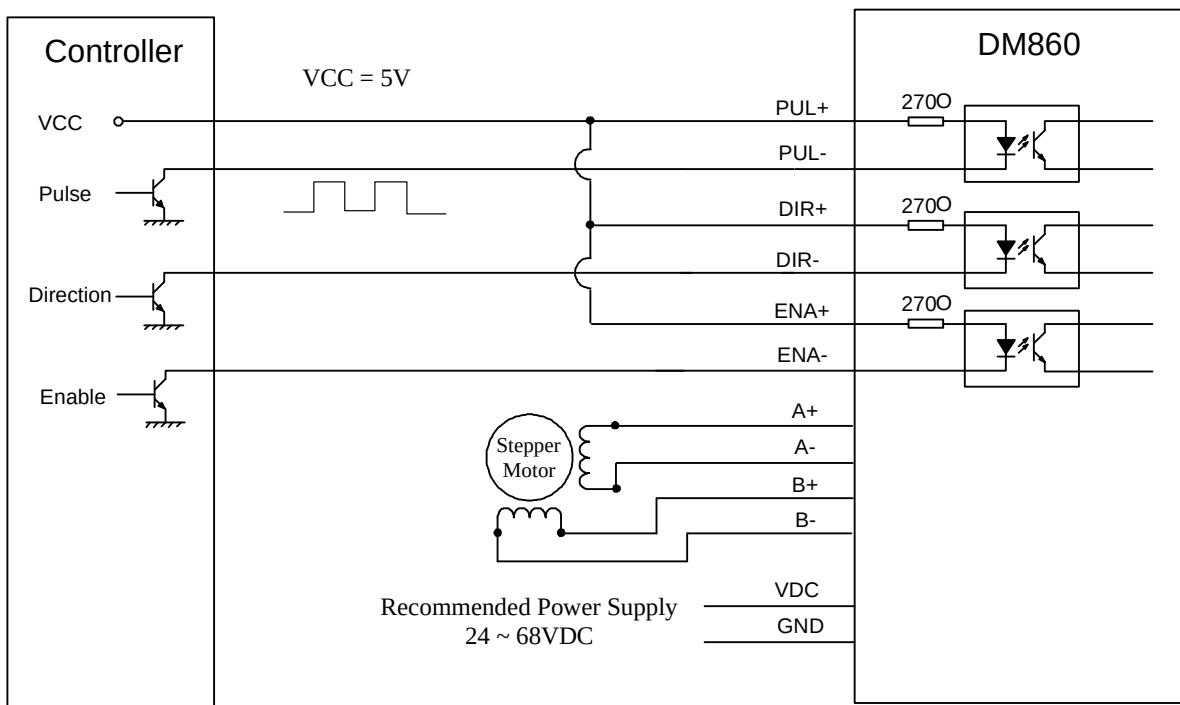 Controller
DM860
VCC = 5V
VCC
PUL+
270O
PUL-
Pulse
DIR+
270O
DIR-
Direction
ENA+
270O
ENA-
Enable
A+
Stepper
Motor
A-
B+
B-
VDC
Recommended Power Supply
24 ~ 68VDC
GND